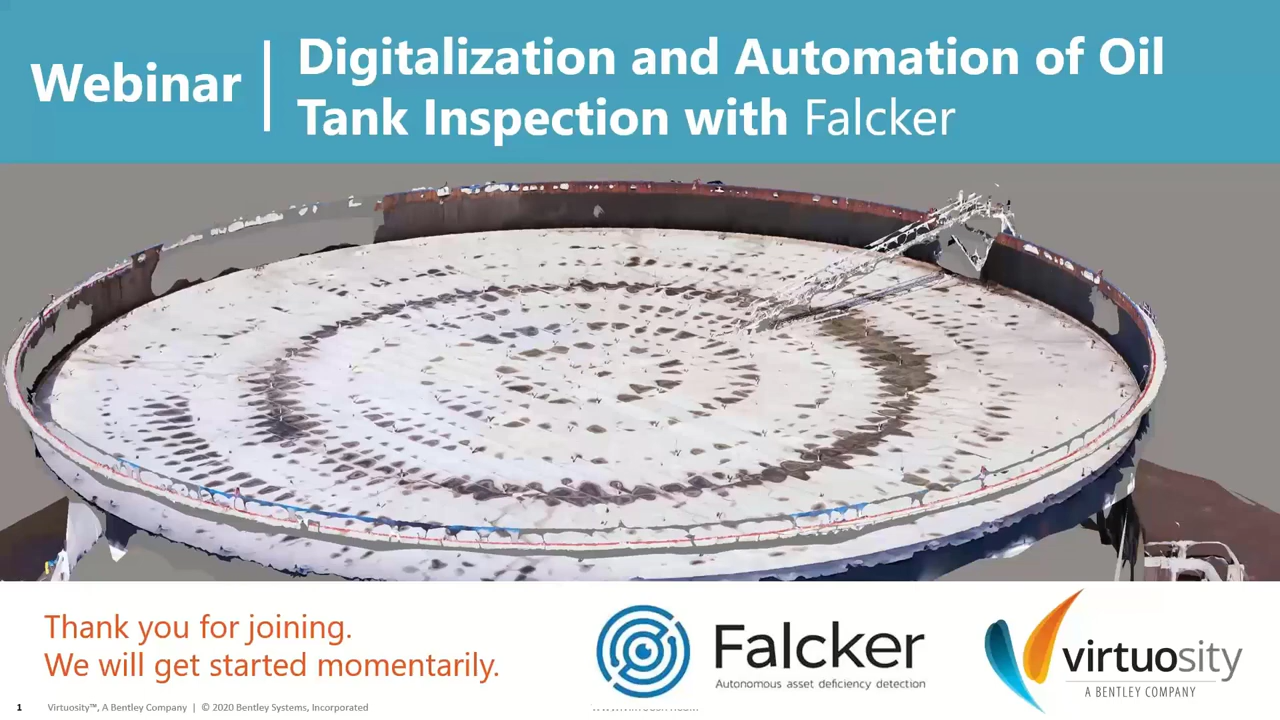 Webinar
Digitalization and Automation of Oil
Tank Inspection with Falcker
Thank you for joining.
We will get started momentarily.
Falcker
Autonomous asset deficiency detection
virtuosity
A BENTLEY COMPANY
1 Virtuosity™, A Bentley Company | © 2020 Bentley Systems, Incorporated